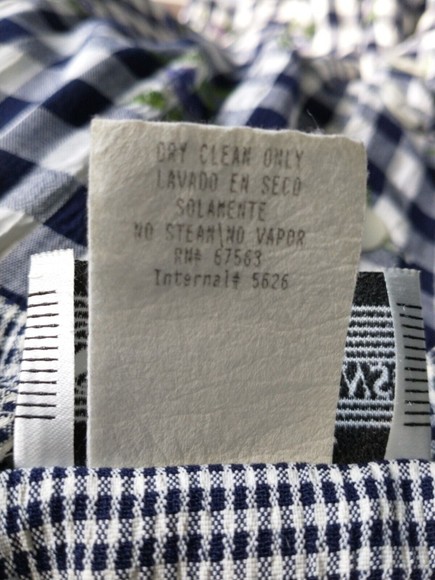 DRY CLEAN ONLY
LAVADO EN SECO
SOLAMENTE
NO STEAM\NO VAPOR
RN# 67563
Internal# 5626